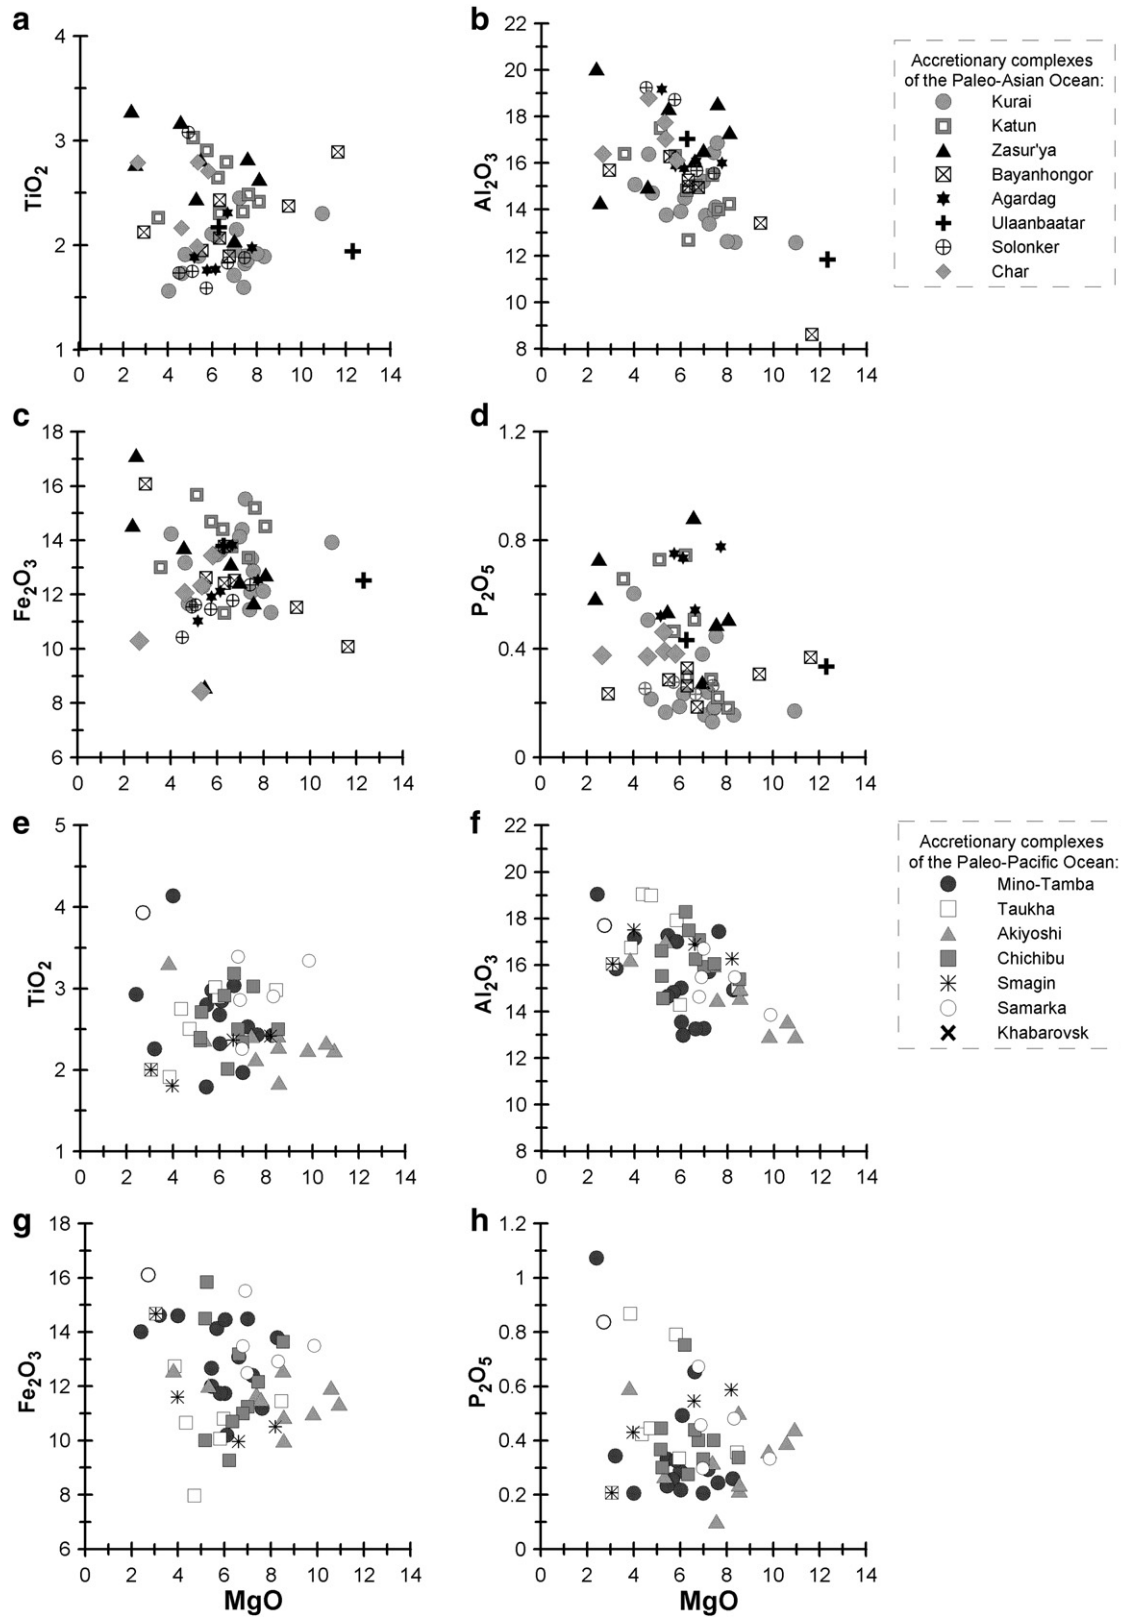 a
TiO2
4
3
2
1
0 2 4 6 8 10 12 14
b
Al2O3
22
20
18
16
14
12
10
8
0 2 4 6 8 10 12 14
Accretionary complexes
of the Paleo-Asian Ocean:
Kurai
Katun
Zasur'ya
Bayanhongor
Agardag
Ulaanbaatar
Solonker
Char
c
Fe2O3
18
16
14
12
10
8
6
0 2 4 6 8 10 12 14
d
P2O5
1.2
0.8
0.4
0
0 2 4 6 8 10 12 14
e
TiO2
5
4
3
2
1
0 2 4 6 8 10 12 14
f
Al2O3
22
20
18
16
14
12
10
8
0 2 4 6 8 10 12 14
Accretionary complexes
of the Paleo-Pacific Ocean:
Mino-Tamba
Taukha
Akiyoshi
Chichibu
Smagin
Samarka
Khabarovsk
g
Fe2O3
18
16
14
12
10
8
6
0 2 4 6 8 10 12 14
MgO
h
P2O5
1.2
1
0.8
0.6
0.4
0.2
0
0 2 4 6 8 10 12 14
MgO